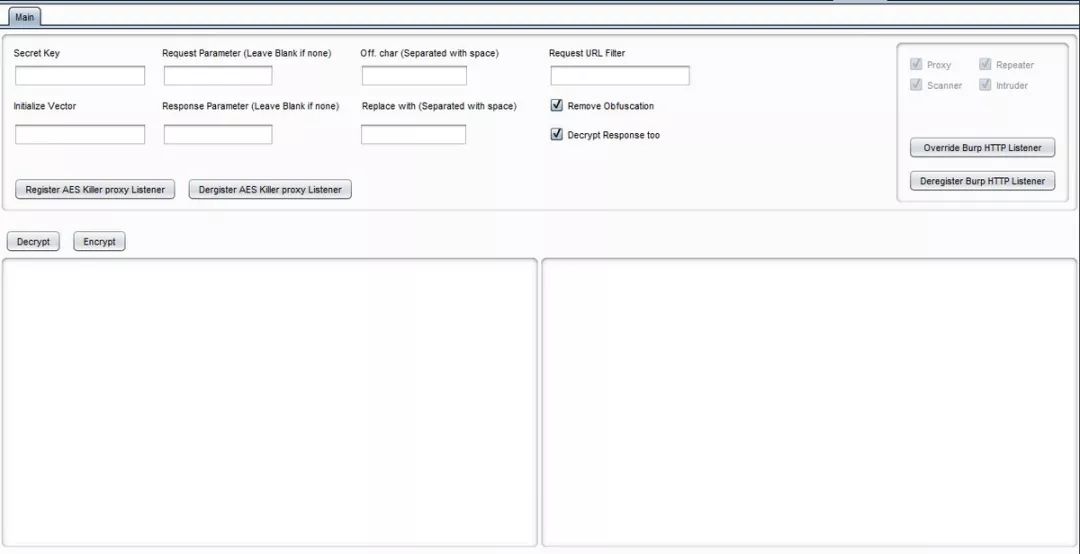 Main
Secret Key
Request Parameter (Leave Blank if none)
Off. char (Separated with space)
Request URL Filter
Proxy
Repeater
Scanner
Intruder
Initialize Vector
Response Parameter (Leave Blank if none)
Replace with (Separated with space)
Remove Obfuscation
Decrypt Response too
Override Burp HTTP Listener
Deregister Burp HTTP Listener
Register AES Killer proxy Listener
Dergister AES Killer proxy Listener
Decrypt
Encrypt